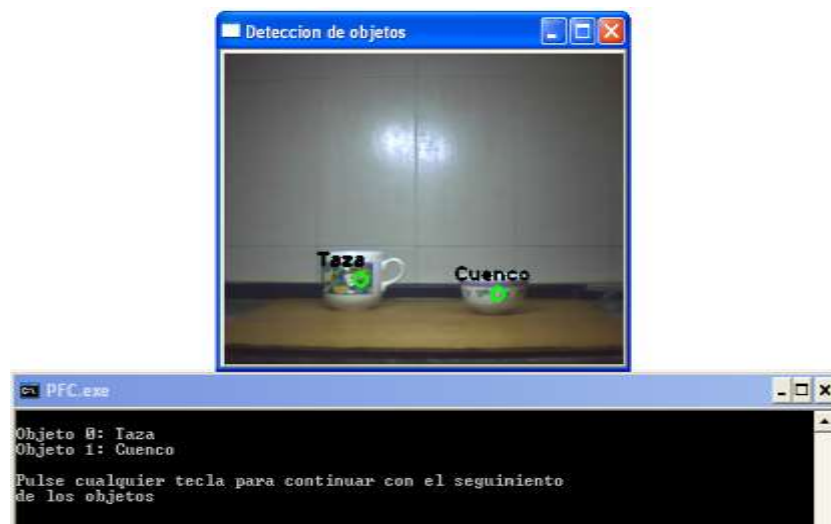 Deteccion de objetos
Taza
Cuenco
PFC.exe
Objeto 0: Taza
Objeto 1: Cuenco
Pulse cualquier tecla para continuar con el seguimiento
de los objetos